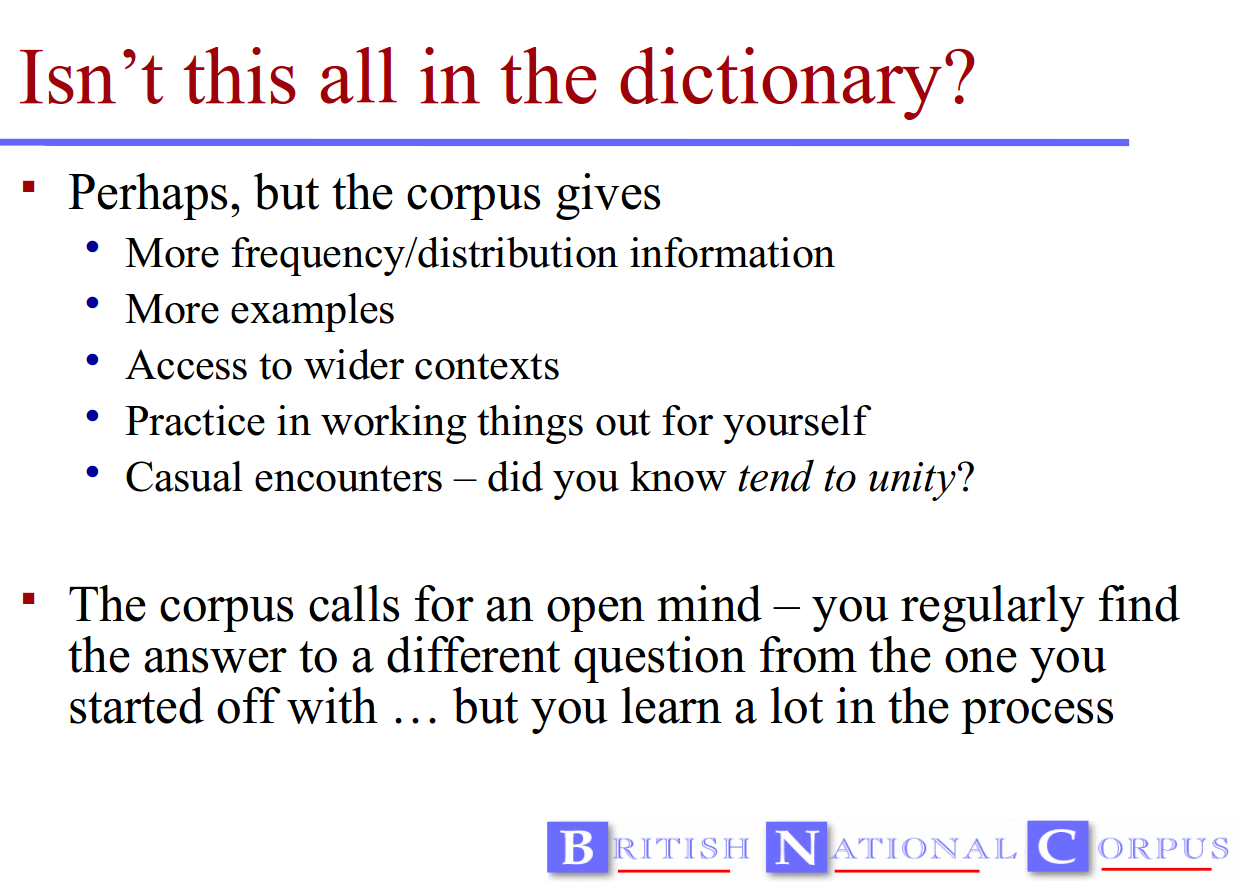 Isn’t this all in the dictionary?
▪ Perhaps, but the corpus gives
• More frequency/distribution information
• More examples
• Access to wider contexts
• Practice in working things out for yourself
• Casual encounters – did you know tend to unity?
▪ The corpus calls for an open mind – you regularly find
the answer to a different question from the one you
started off with … but you learn a lot in the process
BRITISH NATIONAL CORPUS